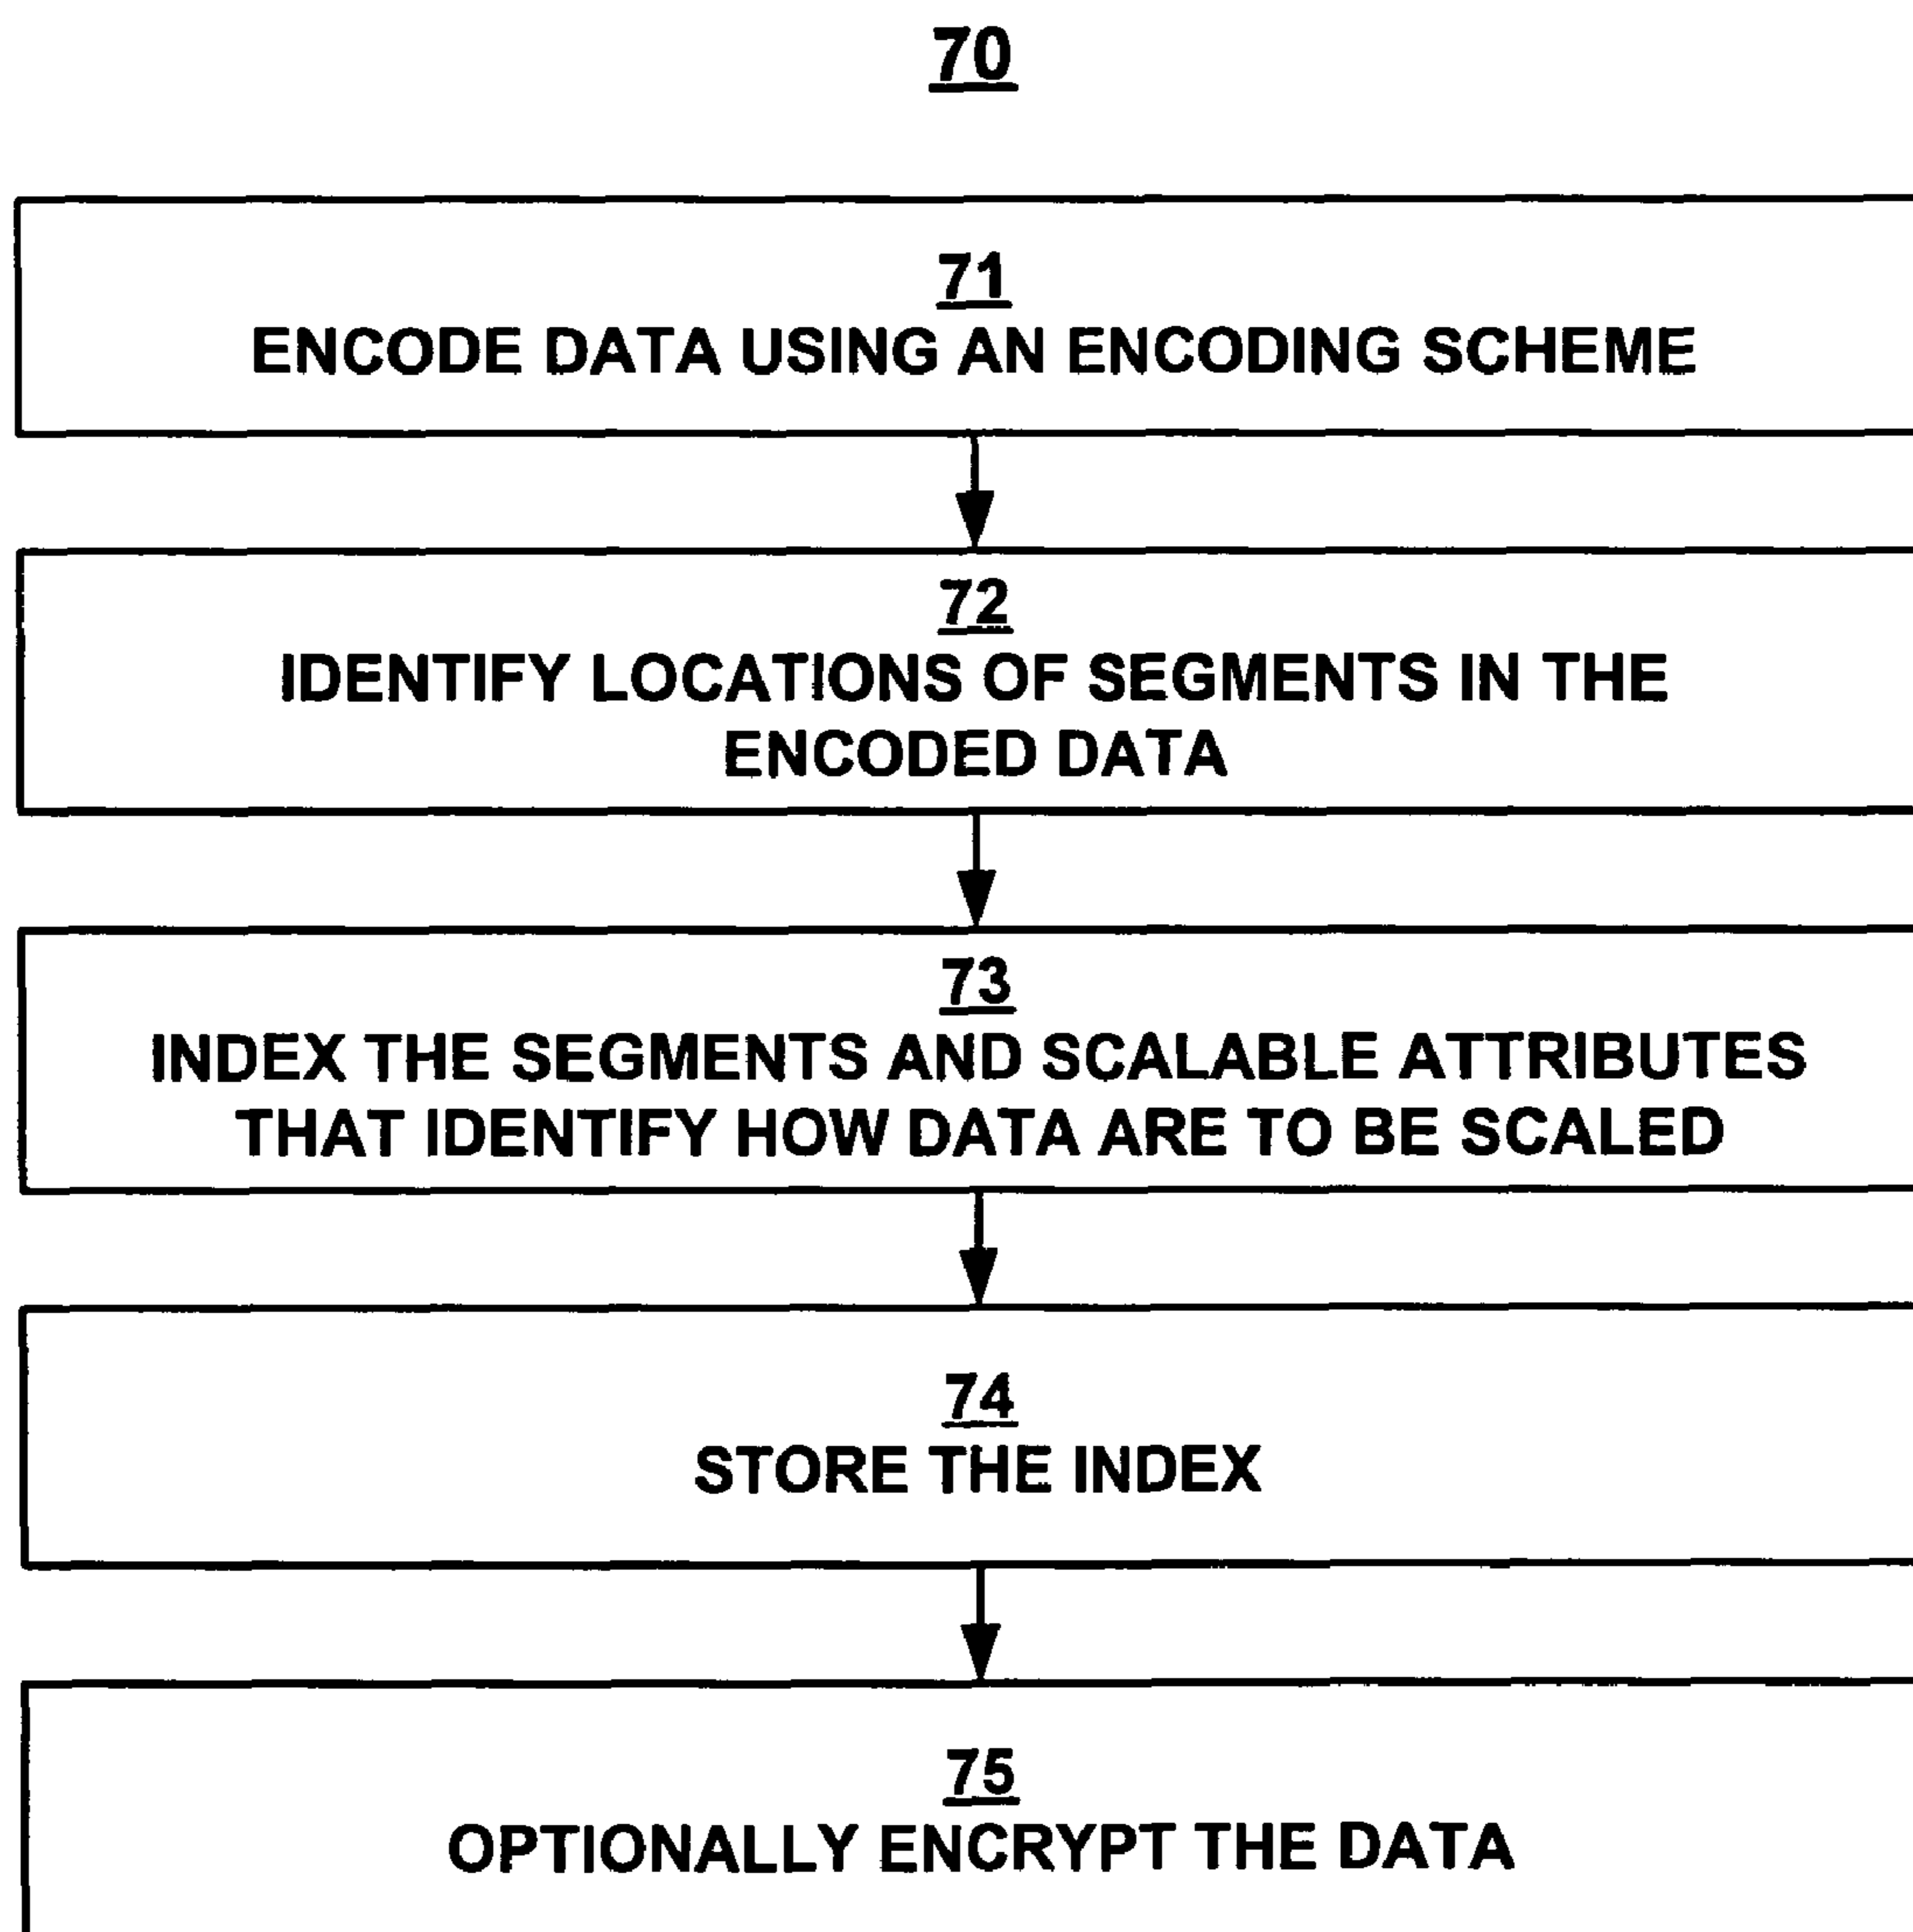 70
71
ENCODE DATA USING AN ENCODING SCHEME
72
IDENTIFY LOCATIONS OF SEGMENTS IN THE
ENCODED DATA
73
INDEX THE SEGMENTS AND SCALABLE ATTRIBUTES
THAT IDENTIFY HOW DATA ARE TO BE SCALED
74
STORE THE INDEX
75
OPTIONALLY ENCRYPT THE DATA